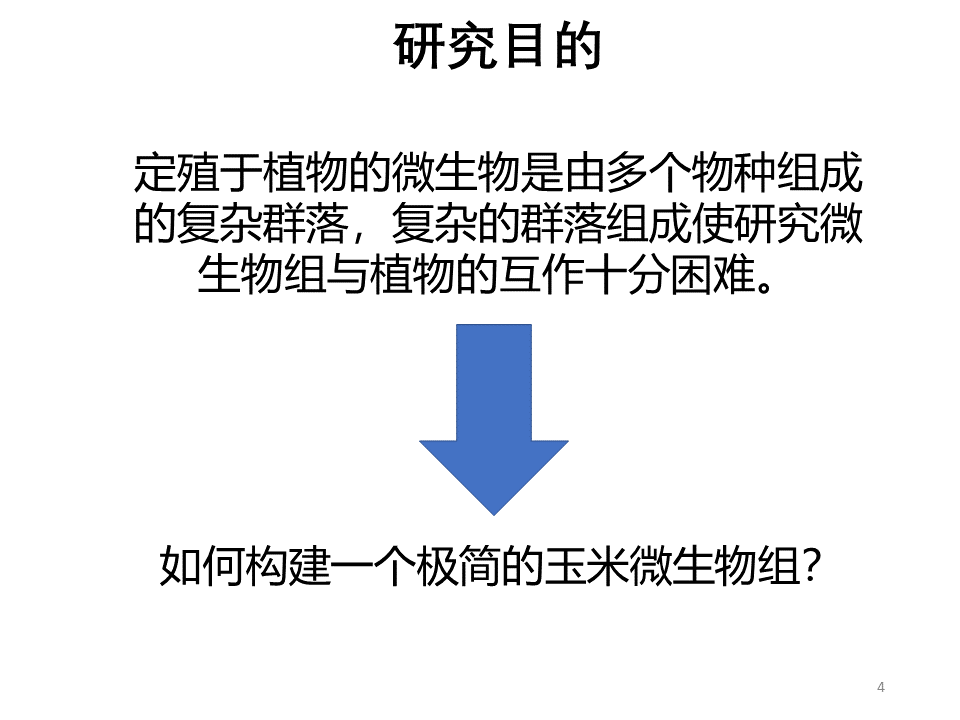 研究目的
定殖于植物的微生物是由多个物种组成
的复杂群落，复杂的群落组成使研究微
生物组与植物的互作十分困难。
如何构建一个极简的玉米微生物组？
4